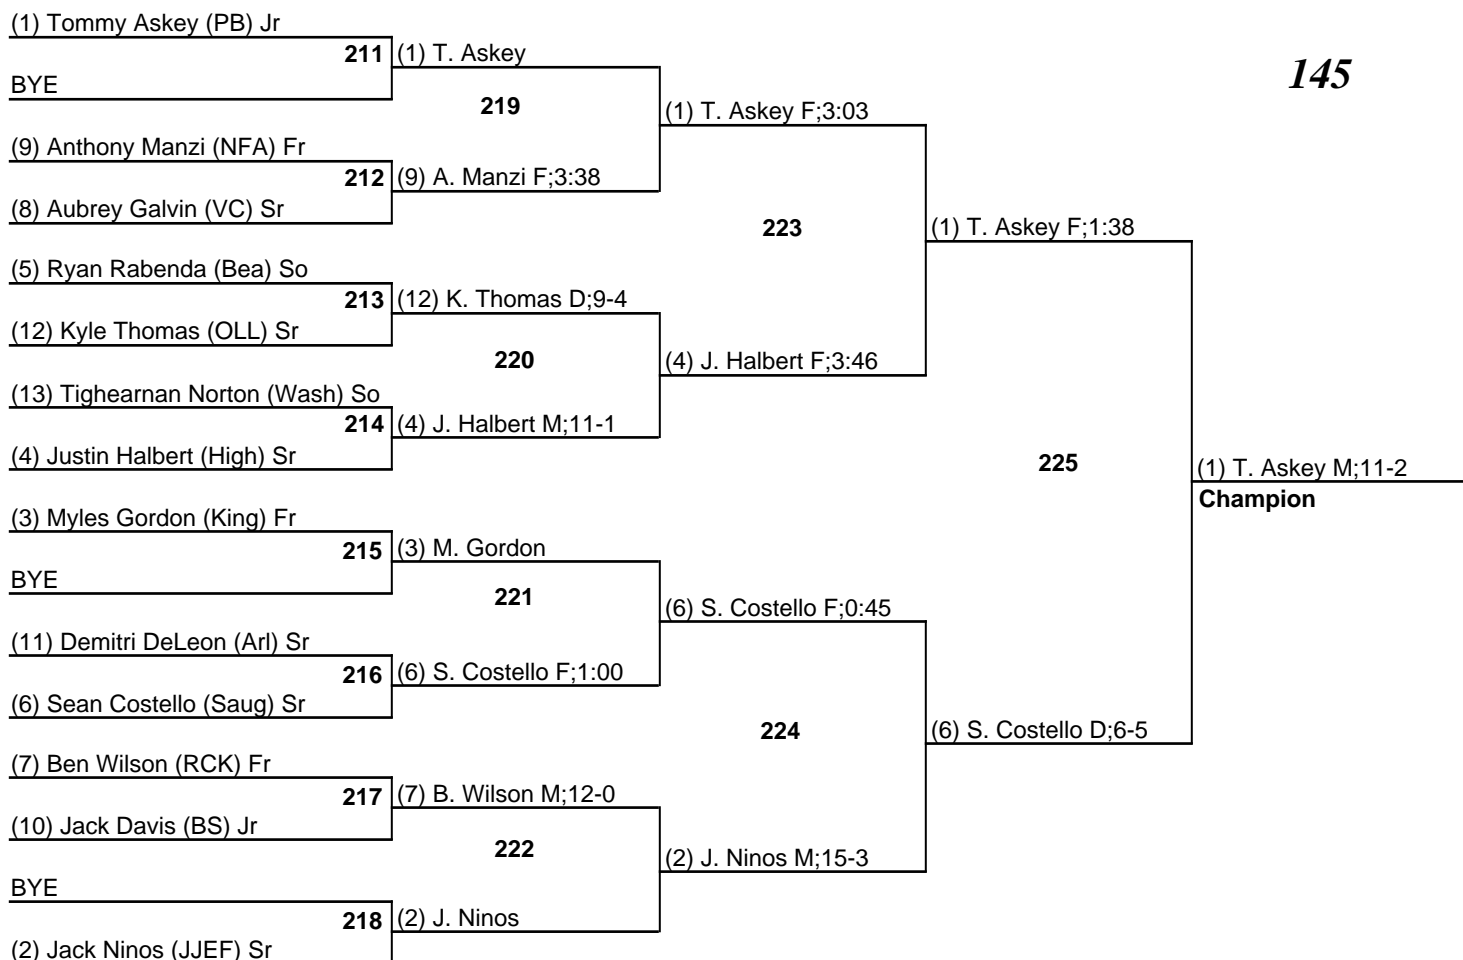 (1) Tommy Askey (PB) Jr
211
(1) T. Askey
BYE
145
219
(1) T. Askey F;3:03
(9) Anthony Manzi (NFA) Fr
212
(9) A. Manzi F;3:38
(8) Aubrey Galvin (VC) Sr
223
(1) T. Askey F;1:38
(5) Ryan Rabenda (Bea) So
213
(12) K. Thomas D;9-4
(12) Kyle Thomas (OLL) Sr
220
(4) J. Halbert F;3:46
(13) Tighearnan Norton (Wash) So
214
(4) J. Halbert M;11-1
(4) Justin Halbert (High) Sr
225
(1) T. Askey M;11-2
Champion
(3) Myles Gordon (King) Fr
215
(3) M. Gordon
BYE
221
(6) S. Costello F;0:45
(11) Demitri DeLeon (Arl) Sr
216
(6) S. Costello F;1:00
(6) Sean Costello (Saug) Sr
224
(6) S. Costello D;6-5
(7) Ben Wilson (RCK) Fr
217
(7) B. Wilson M;12-0
(10) Jack Davis (BS) Jr
222
(2) J. Ninos M;15-3
BYE
218
(2) J. Ninos
(2) Jack Ninos (JJEF) Sr